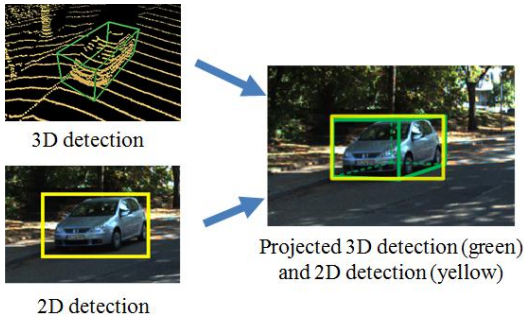 3D detection
2D detection
Projected 3D detection (green)
and 2D detection (yellow)